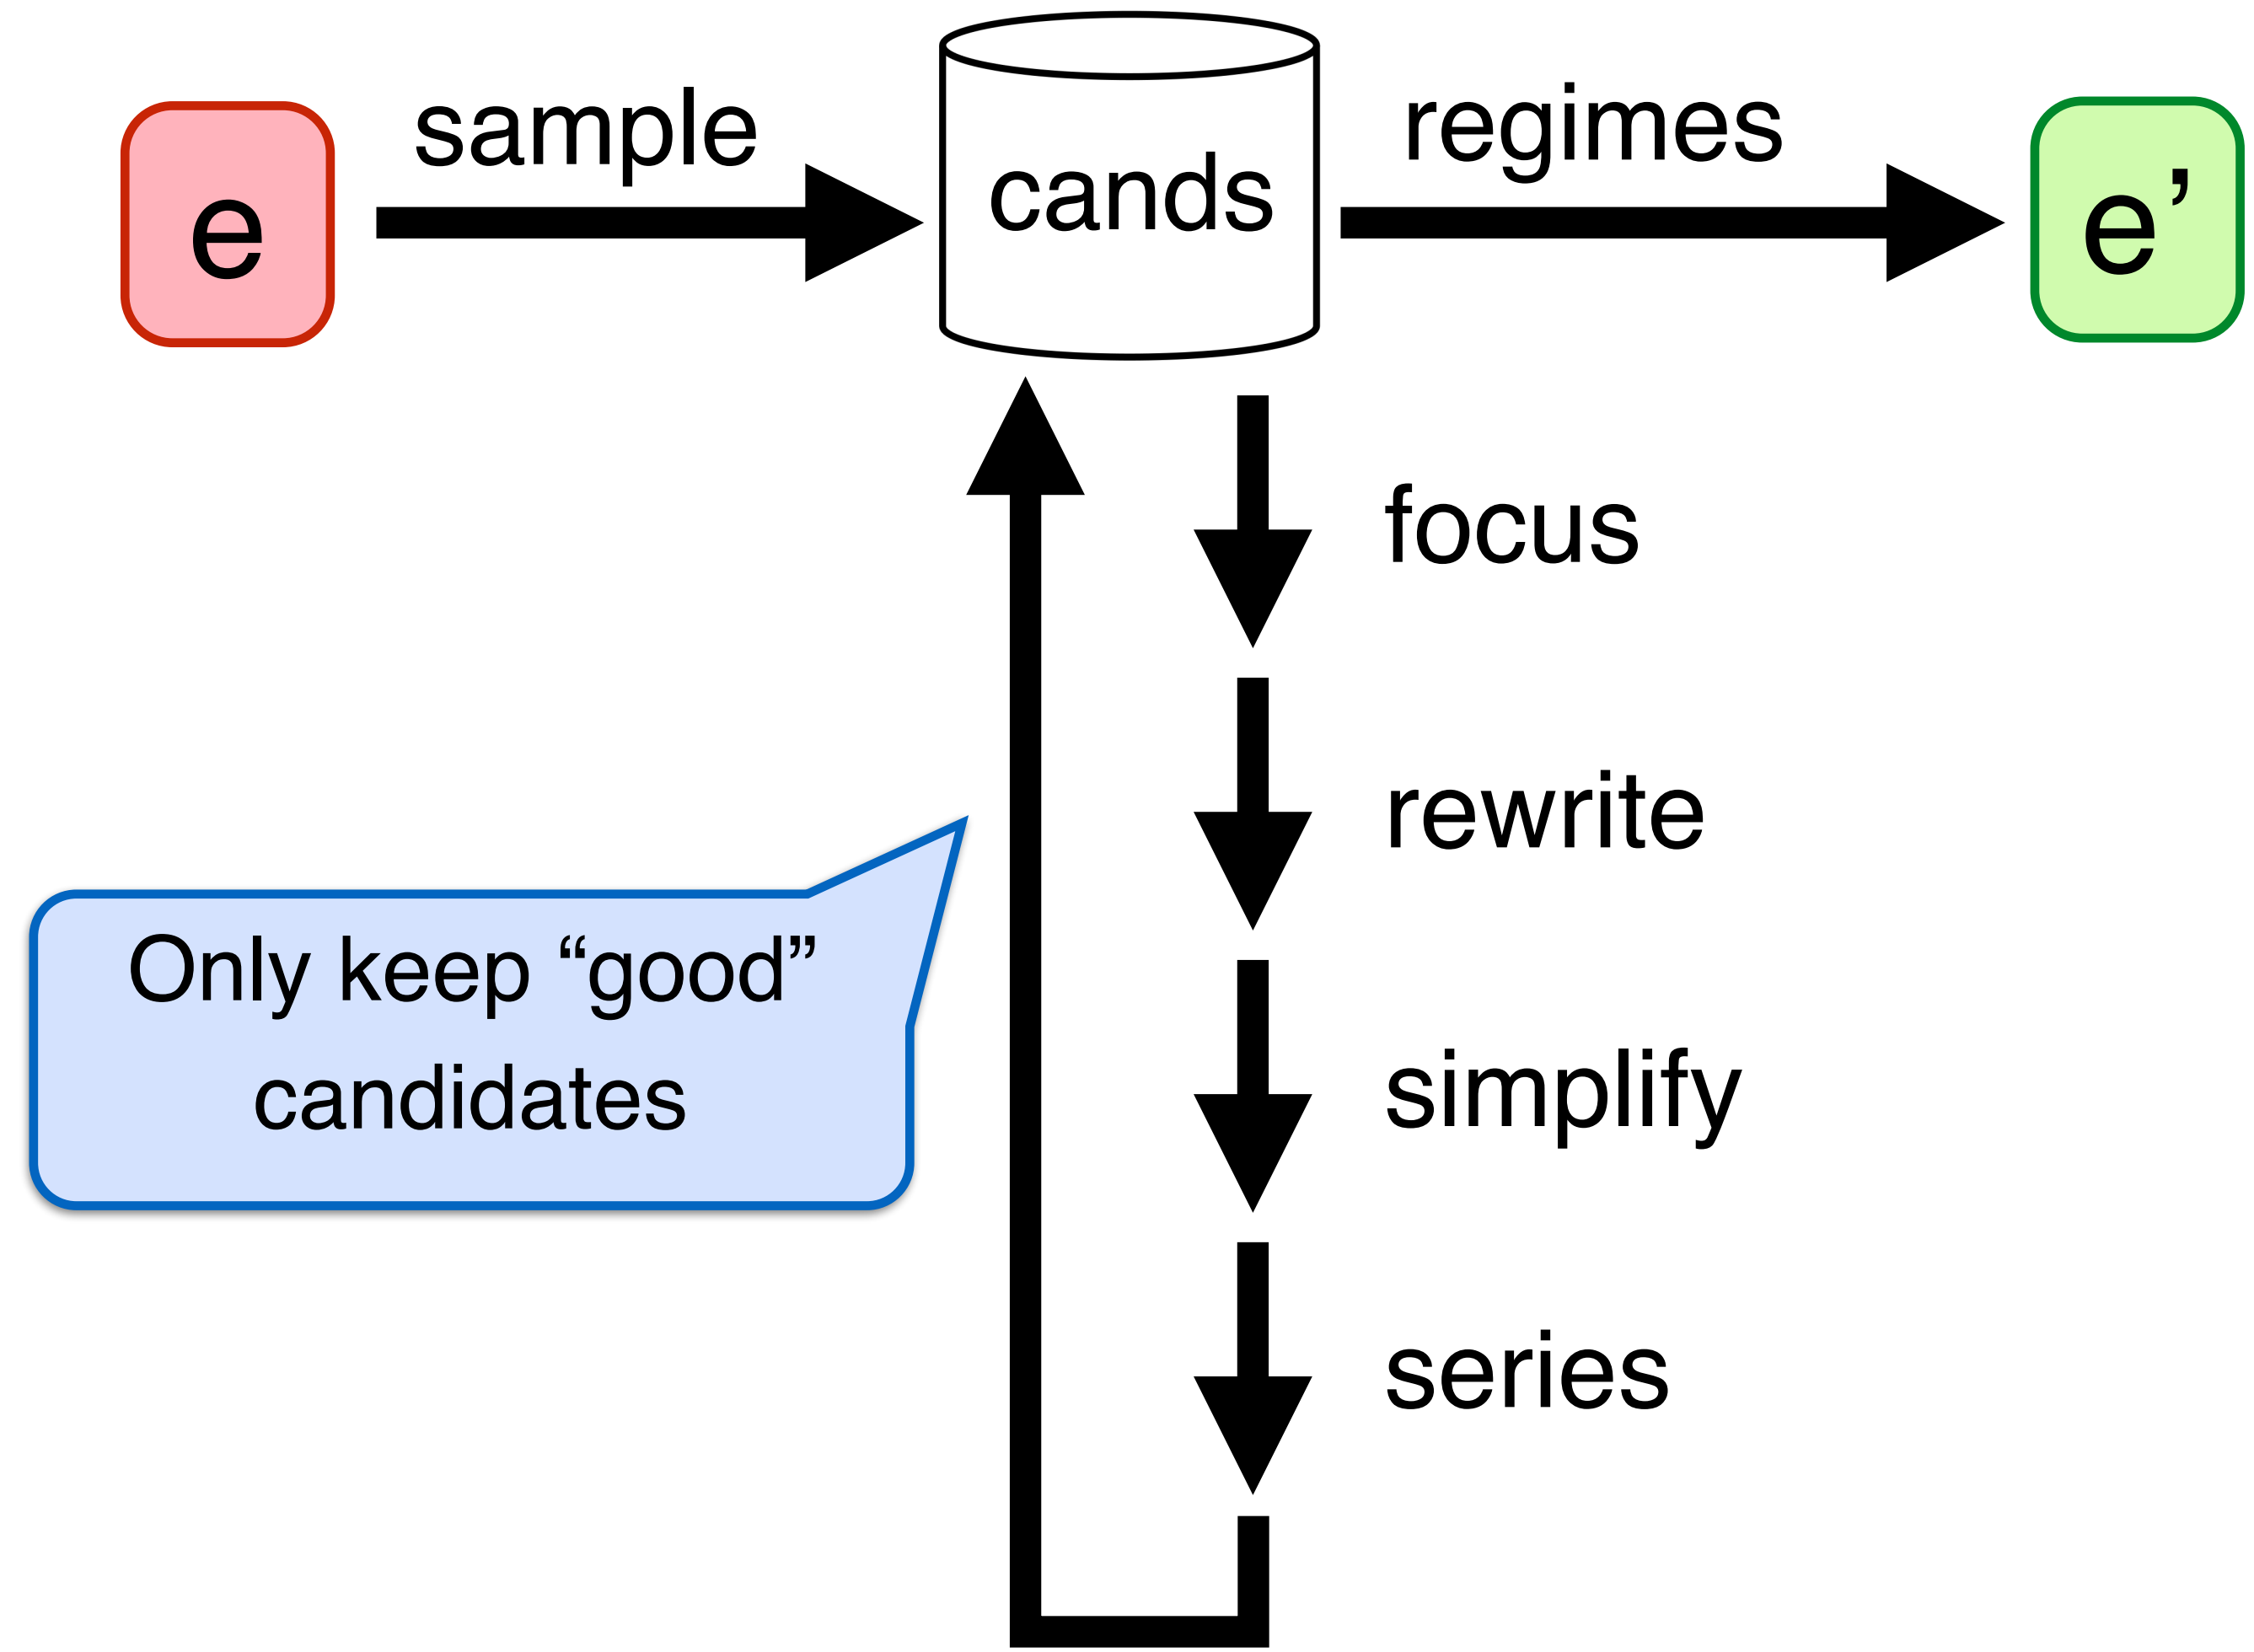 e
sample
cands
regimes
e’
focus
rewrite
simplify
series
Only keep “good”
candidates